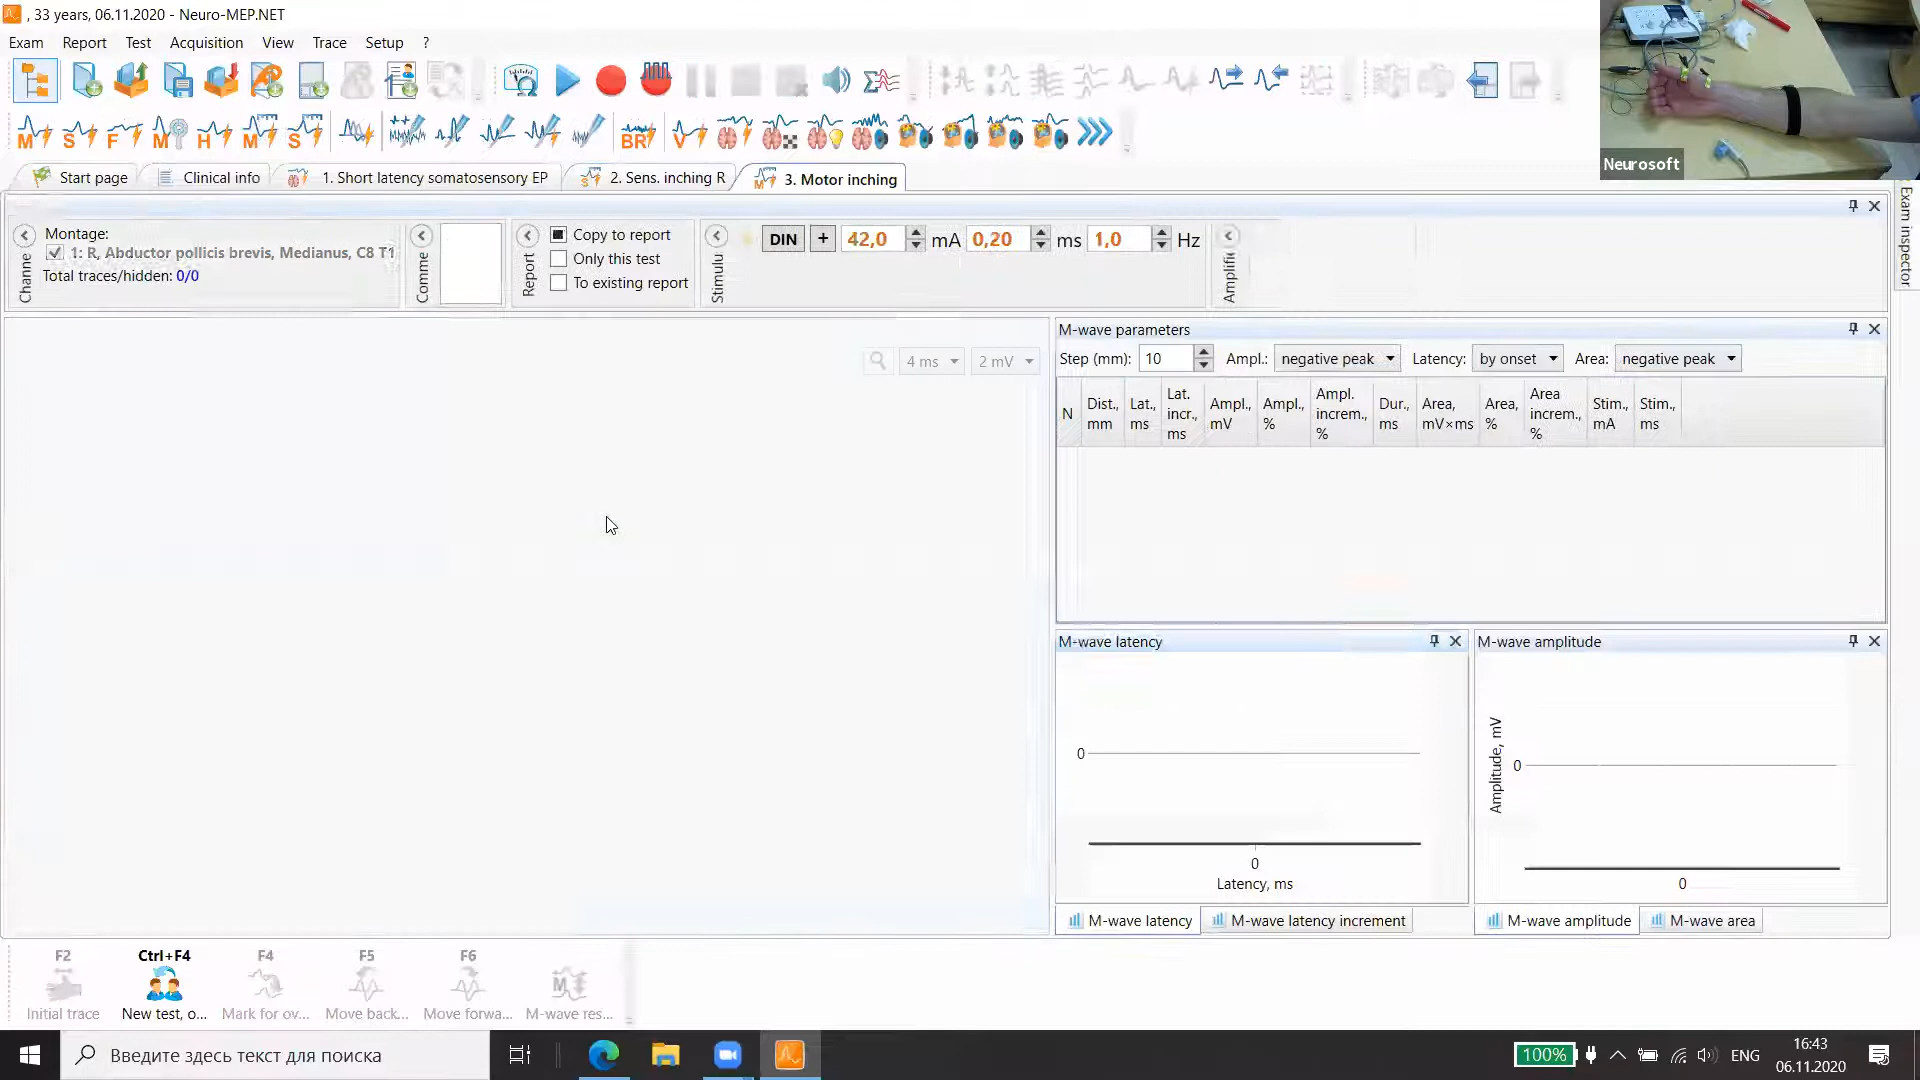 , 33 years, 06.11.2020 - Neuro-MEP.NET
Exam Report Test Acquisition View Trace Setup ?
M S F M H M S BR V
Start page
Clinical info
1. Short latency somatosensory EP
2. Sens. inching R
3. Motor inching
Neurosoft
Exam inspector
Channe
Montage:
1: R, Abductor pollicis brevis, Medianus, C8 T1
Total traces/hidden: 0/0
Comme
Report
Copy to report
Only this test
To existing report
Stimulu
DIN + 42,0 mA 0,20 ms 1,0 Hz
Amplifi
4 ms 2 mV
M-wave parameters
Step (mm): 10 Ampl.: negative peak Latency: by onset Area: negative peak
N
Dist., mm
Lat., ms
Lat. incr., ms
Ampl., mV
Ampl., %
Ampl. increm., %
Dur., ms
Area, mV×ms
Area, %
Area increm., %
Stim., mA
Stim., ms
M-wave latency
0
0
Latency, ms
M-wave latency
M-wave latency increment
M-wave amplitude
Amplitude, mV
0
0
M-wave amplitude
M-wave area
F2
Initial trace
Ctrl+F4
New test, o...
F4
Mark for ov...
F5
Move back...
F6
Move forwa...
M-wave res...
Введите здесь текст для поиска
100%
ENG
16:43
06.11.2020